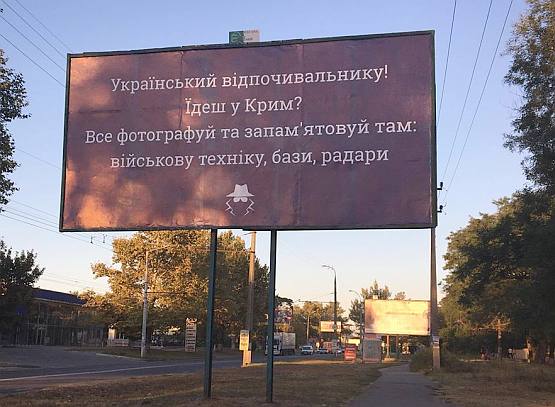 Український відпочивальнику!
Їдеш у Крим?
Все фотографуй та запам'ятовуй там:
військову техніку, бази, радари